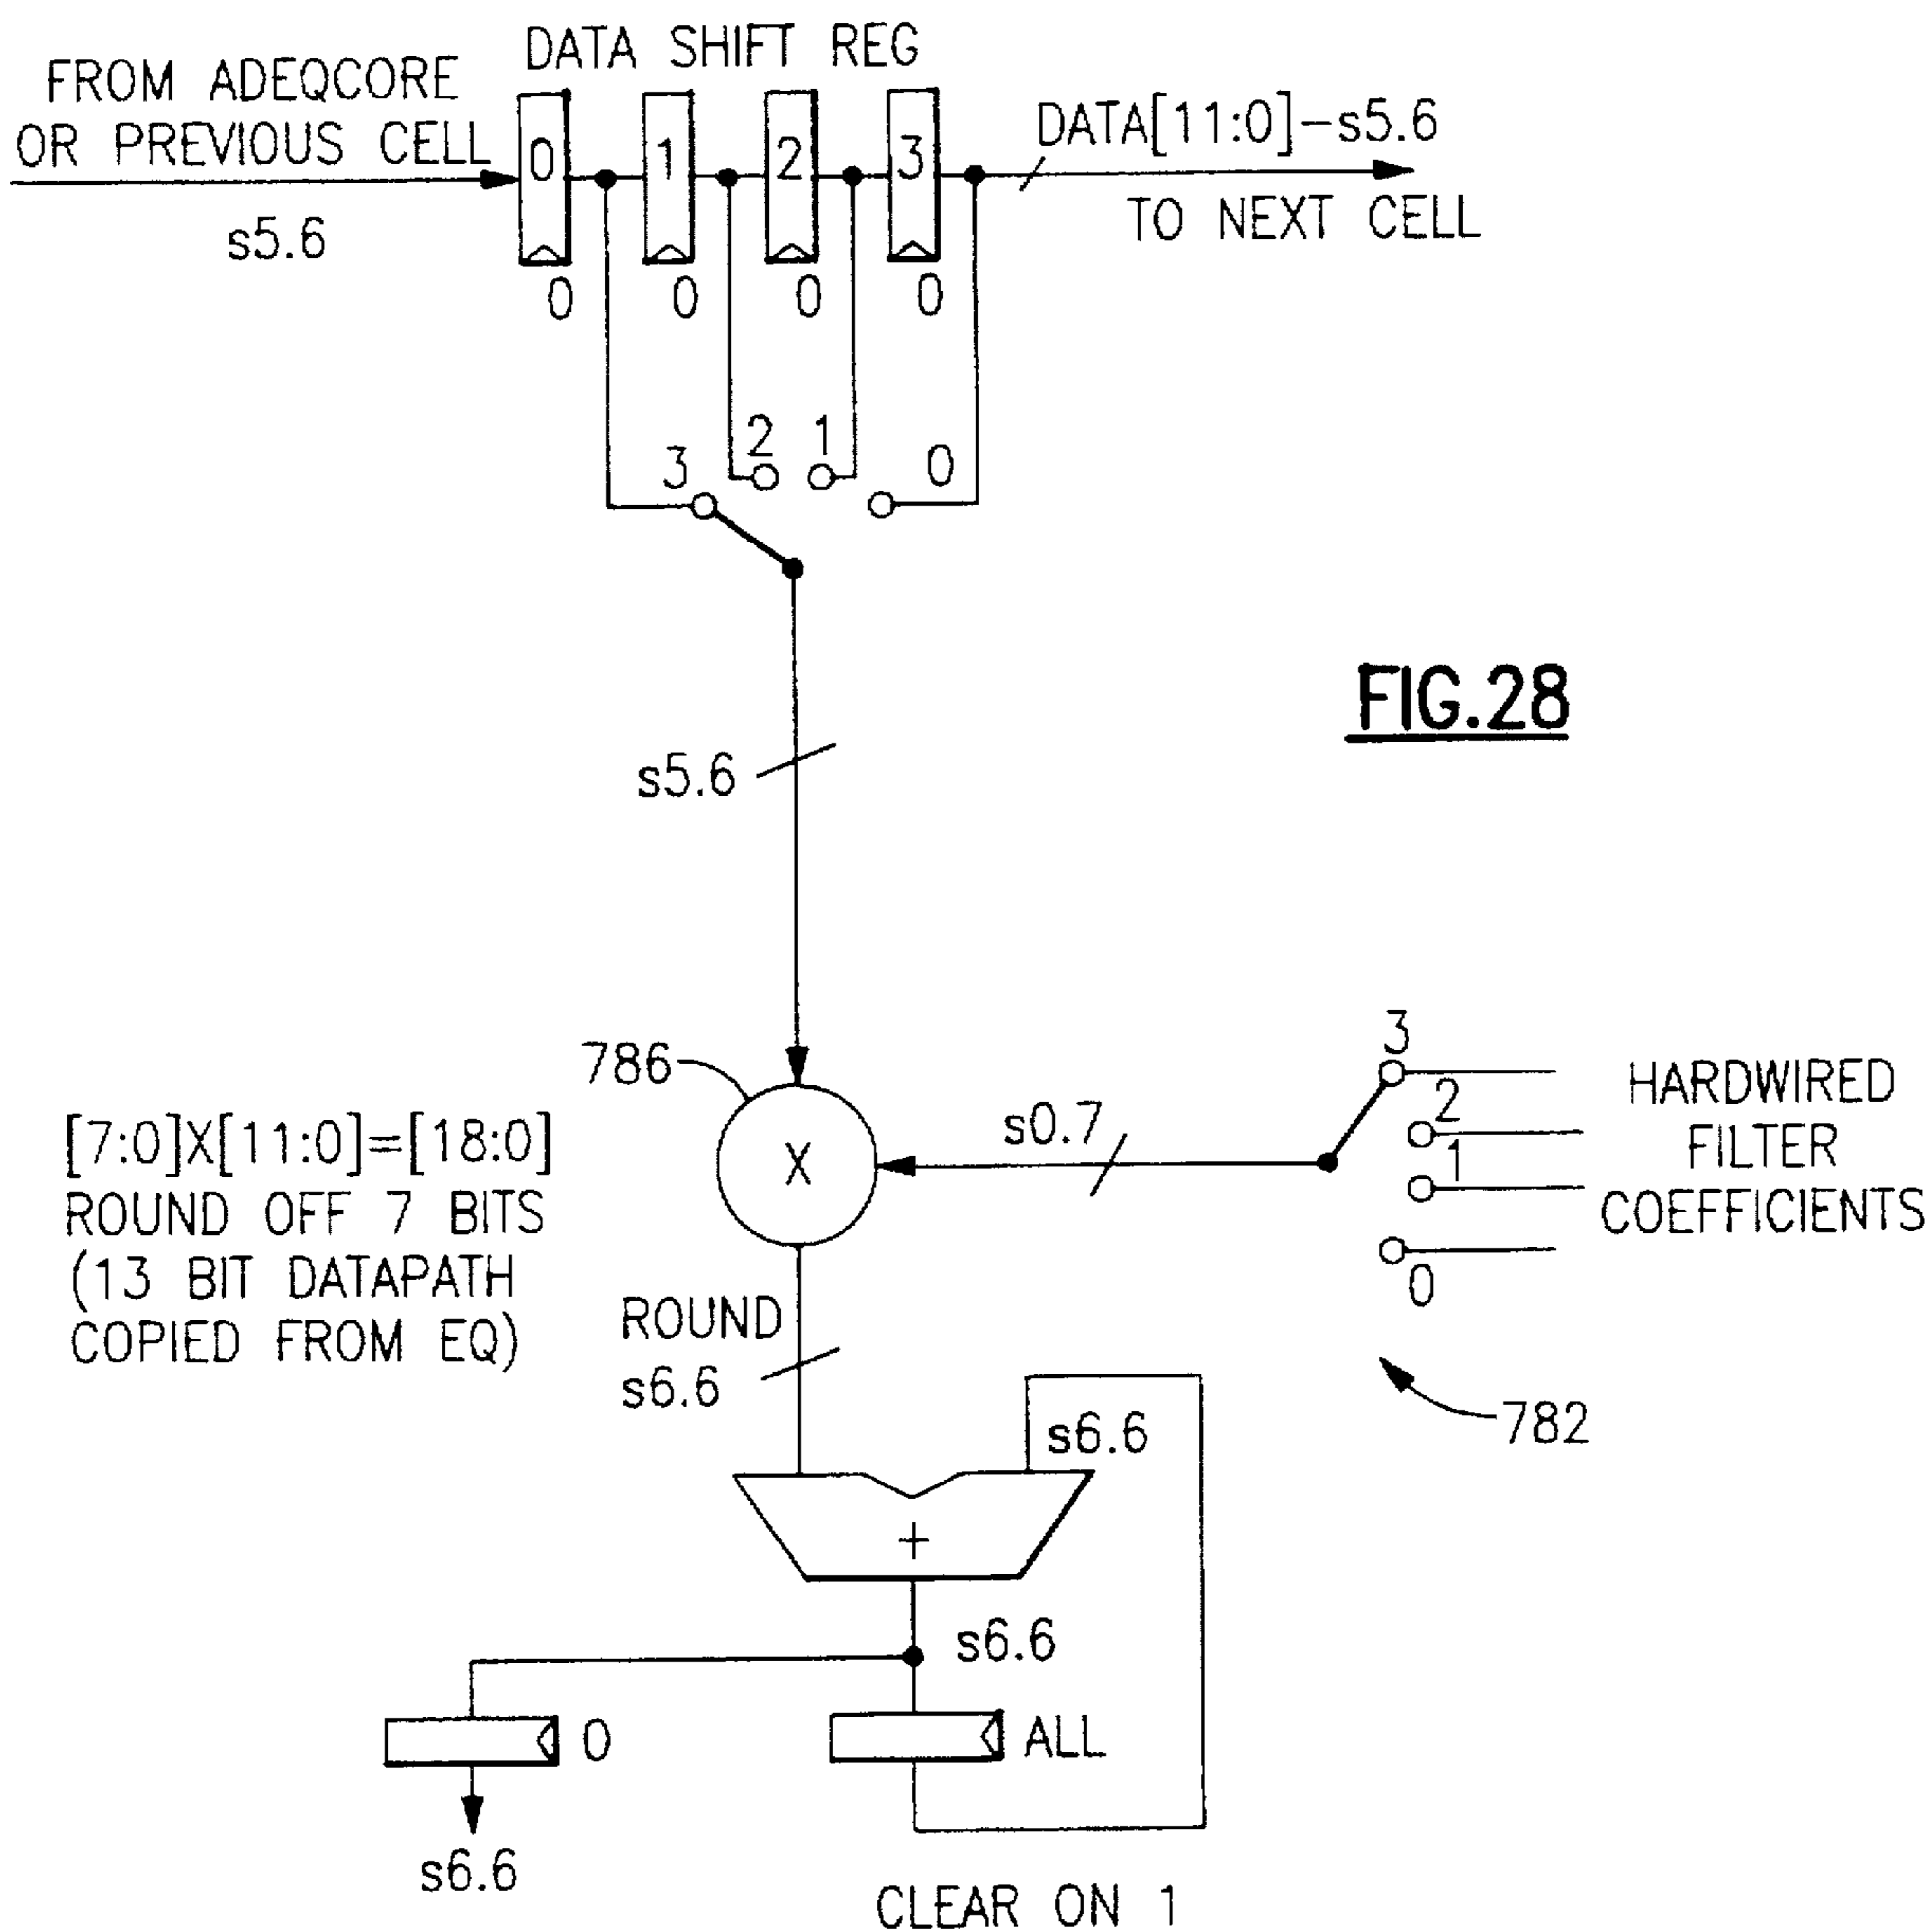 DATA SHIFT REG
FROM ADEQCORE
OR PREVIOUS CELL
s5.6
0
1
2
3
0
0
0
0
DATA[11:0]-s5.6
TO NEXT CELL
3
2
1
0
s5.6
FIG.28
786
X
s0.7
3
2
1
0
HARDWIRED
FILTER
COEFFICIENTS
782
[7:0]X[11:0]=[18:0]
ROUND OFF 7 BITS
(13 BIT DATAPATH
COPIED FROM EQ)
ROUND
s6.6
s6.6
+
s6.6
0
ALL
s6.6
CLEAR ON 1